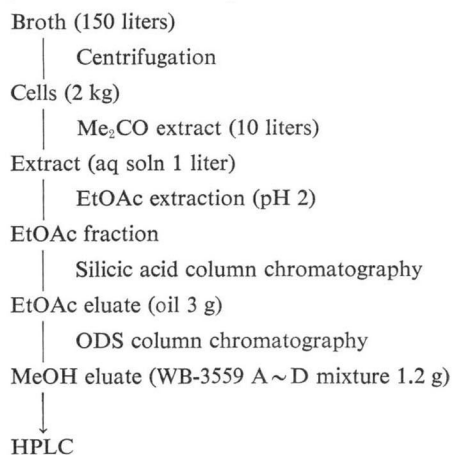 Broth (150 liters)
Centrifugation
Cells (2 kg)
Me₂CO extract (10 liters)
Extract (aq soln 1 liter)
EtOAc extraction (pH 2)
EtOAc fraction
Silicic acid column chromatography
EtOAc eluate (oil 3 g)
ODS column chromatography
MeOH eluate (WB-3559 A~D mixture 1.2 g)
HPLC